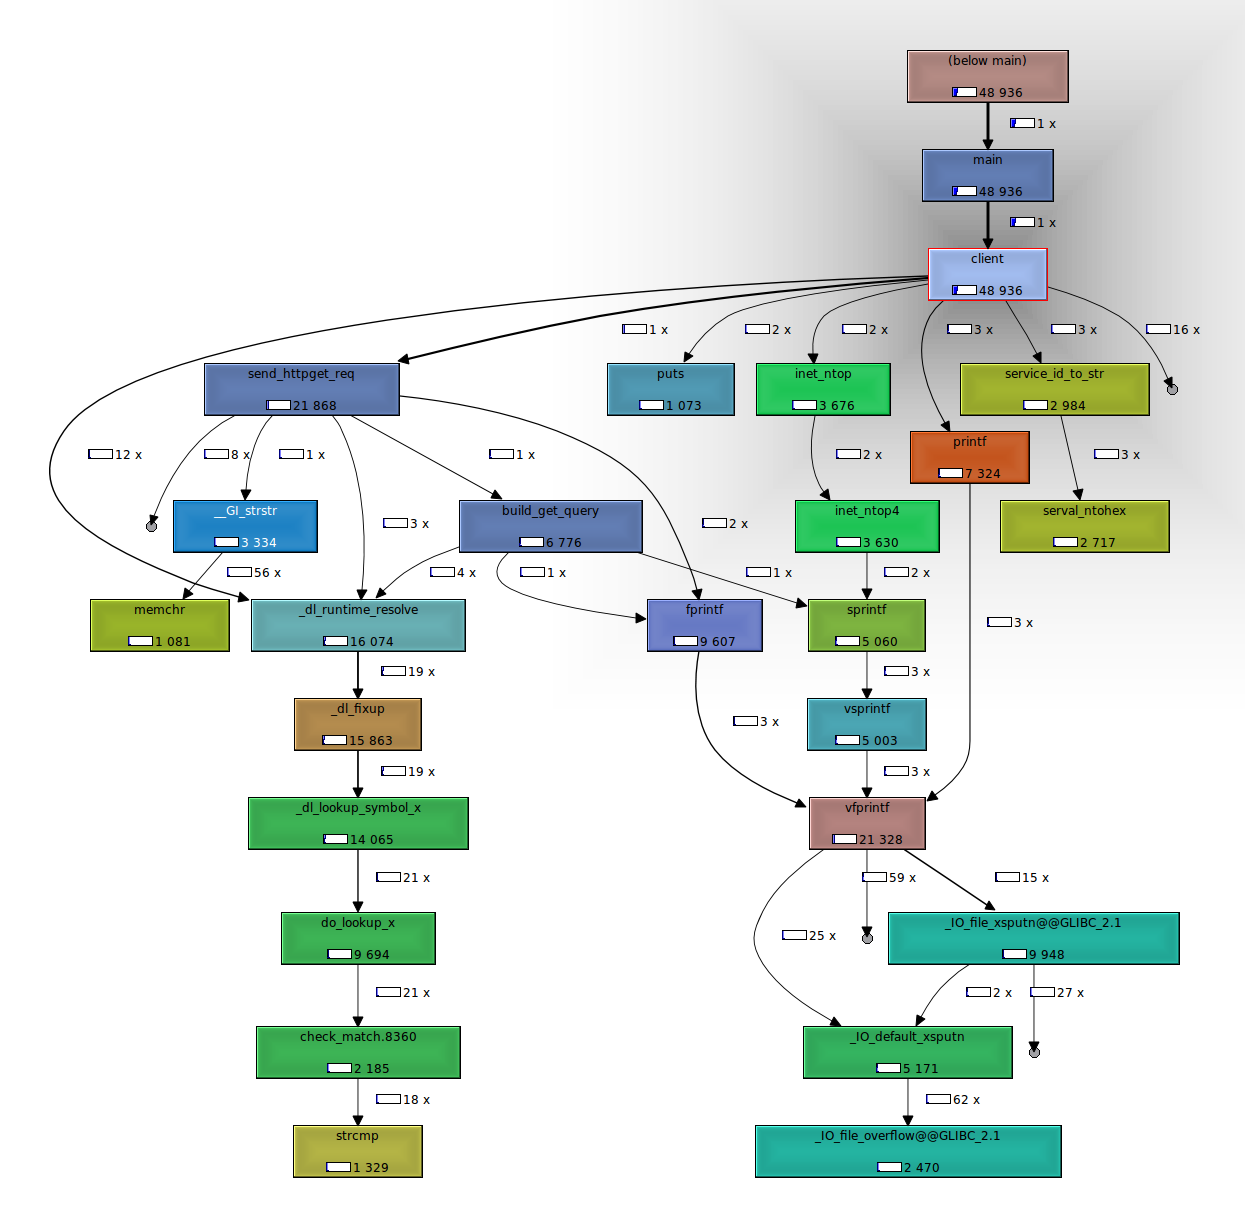 (below main)
48 936
1 x
main
48 936
1 x
client
48 936
1 x
2 x
2 x
3 x
3 x
16 x
send_httpget_req
21 868
puts
1 073
inet_ntop
3 676
service_id_to_str
2 984
printf
7 324
12 x
8 x
1 x
1 x
2 x
3 x
__GI_strstr
3 334
build_get_query
6 776
inet_ntop4
3 630
serval_ntohex
2 717
3 x
2 x
56 x
4 x
1 x
1 x
2 x
memchr
1 081
_dl_runtime_resolve
16 074
fprintf
9 607
sprintf
5 060
3 x
19 x
3 x
_dl_fixup
15 863
vsprintf
5 003
3 x
19 x
3 x
_dl_lookup_symbol_x
14 065
vfprintf
21 328
21 x
59 x
15 x
do_lookup_x
9 694
25 x
_IO_file_xsputn@@GLIBC_2.1
9 948
21 x
2 x
27 x
check_match.8360
2 185
_IO_default_xsputn
5 171
18 x
62 x
strcmp
1 329
_IO_file_overflow@@GLIBC_2.1
2 470